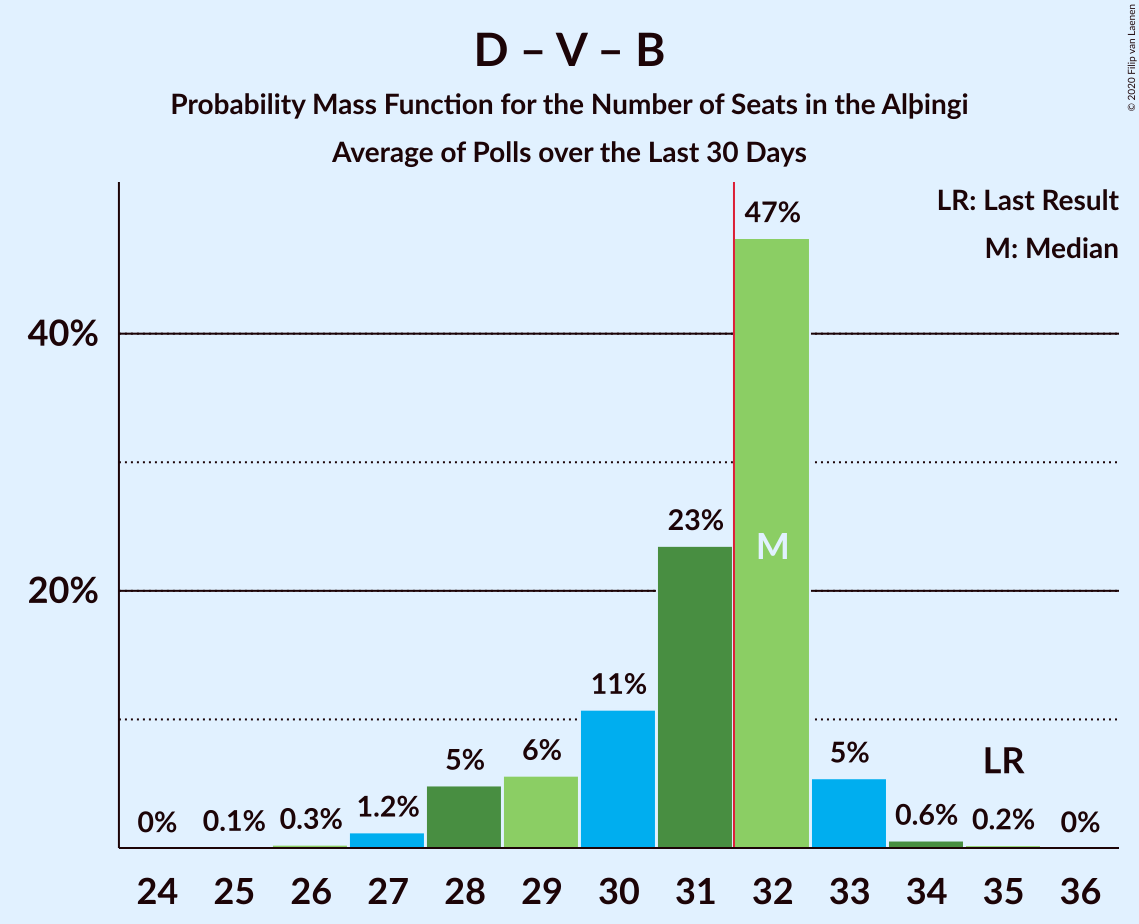 D – V – B
Probability Mass Function for the Number of Seats in the Alþingi
Average of Polls over the Last 30 Days
© 2020 Filip van Laenen
LR: Last Result
M: Median
40%
20%
0%
0.1%
0.3%
1.2%
5%
6%
11%
23%
47%
M
5%
0.6%
LR
0.2%
0%
24 25 26 27 28 29 30 31 32 33 34 35 36